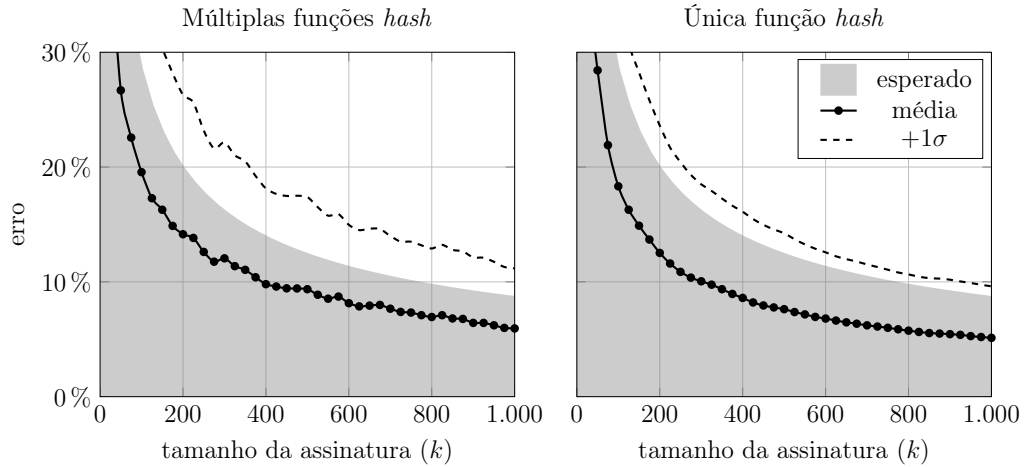 Múltiplas funções hash
Única função hash
30 %
20 %
10 %
0 %
erro
0
200
400
600
800
1.000
tamanho da assinatura (k)
esperado
média
+1σ
0
200
400
600
800
1.000
tamanho da assinatura (k)